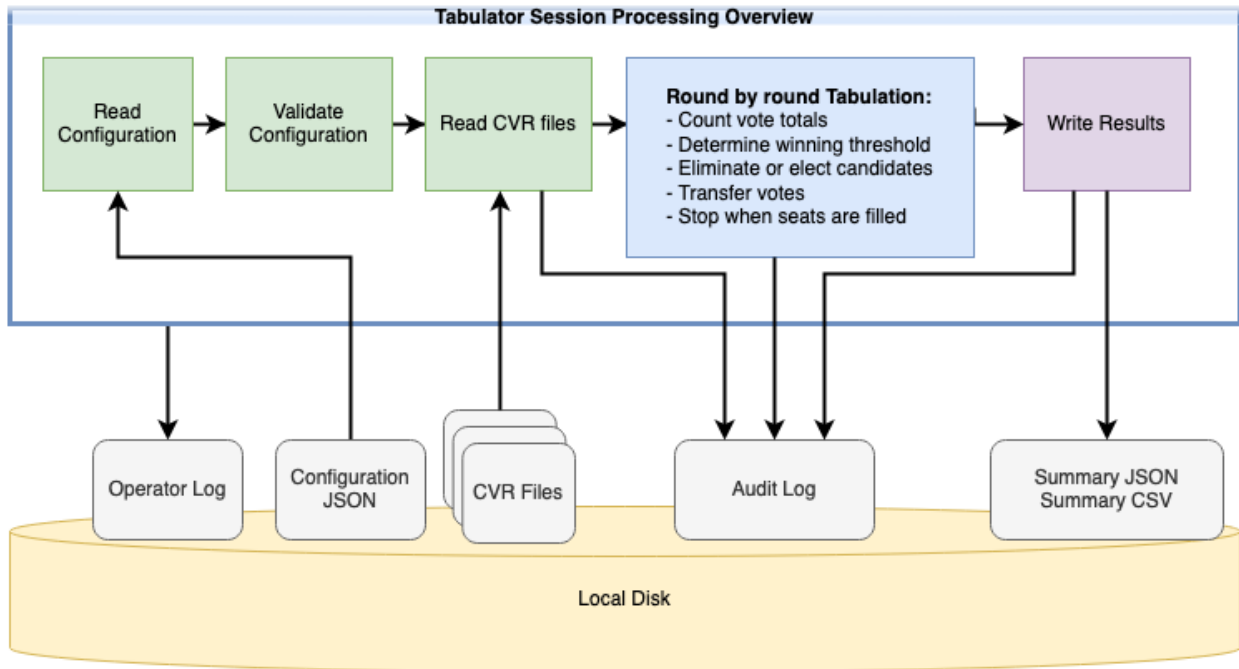 Tabulator Session Processing Overview
Read
Configuration
Validate
Configuration
Read CVR files
Round by round Tabulation:
- Count vote totals
- Determine winning threshold
- Eliminate or elect candidates
- Transfer votes
- Stop when seats are filled
Write Results
Operator Log
Configuration
JSON
CVR Files
Audit Log
Summary JSON
Summary CSV
Local Disk